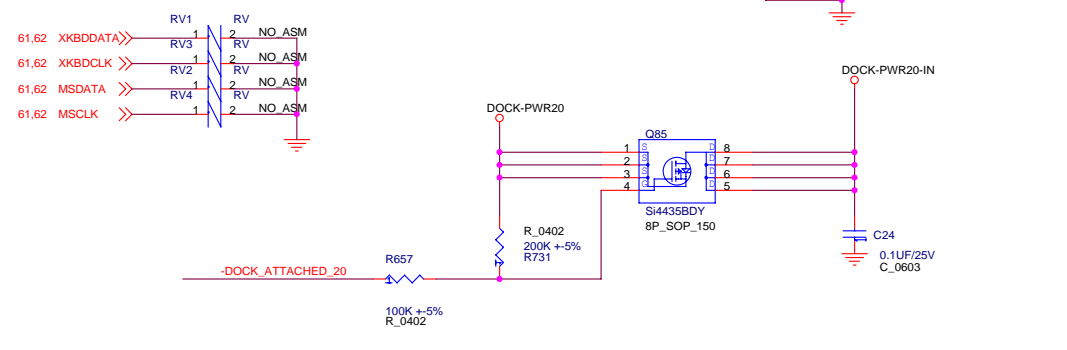 RV1 RV
61,62 XKBDDATA 1 2 NO_ASM
RV3 RV
61,62 XKBDCLK 1 2 NO_ASM
RV2 RV
61,62 MSDATA 1 2 NO_ASM
RV4 RV
61,62 MSCLK 1 2 NO_ASM
DOCK-PWR20
DOCK-PWR20-IN
Q85
1 S D 8
2 S D 7
3 S D 6
4 G D 5
Si4435BDY
8P_SOP_150
R_0402
200K +-5%
R731
C24
0.1UF/25V
C_0603
-DOCK_ATTACHED_20
R657
1
100K +-5%
R_0402